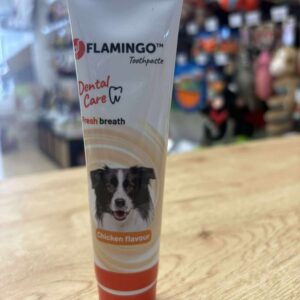 FLAMINGO™
Toothpaste
Dental
Care
Fresh breath
Chicken flavour